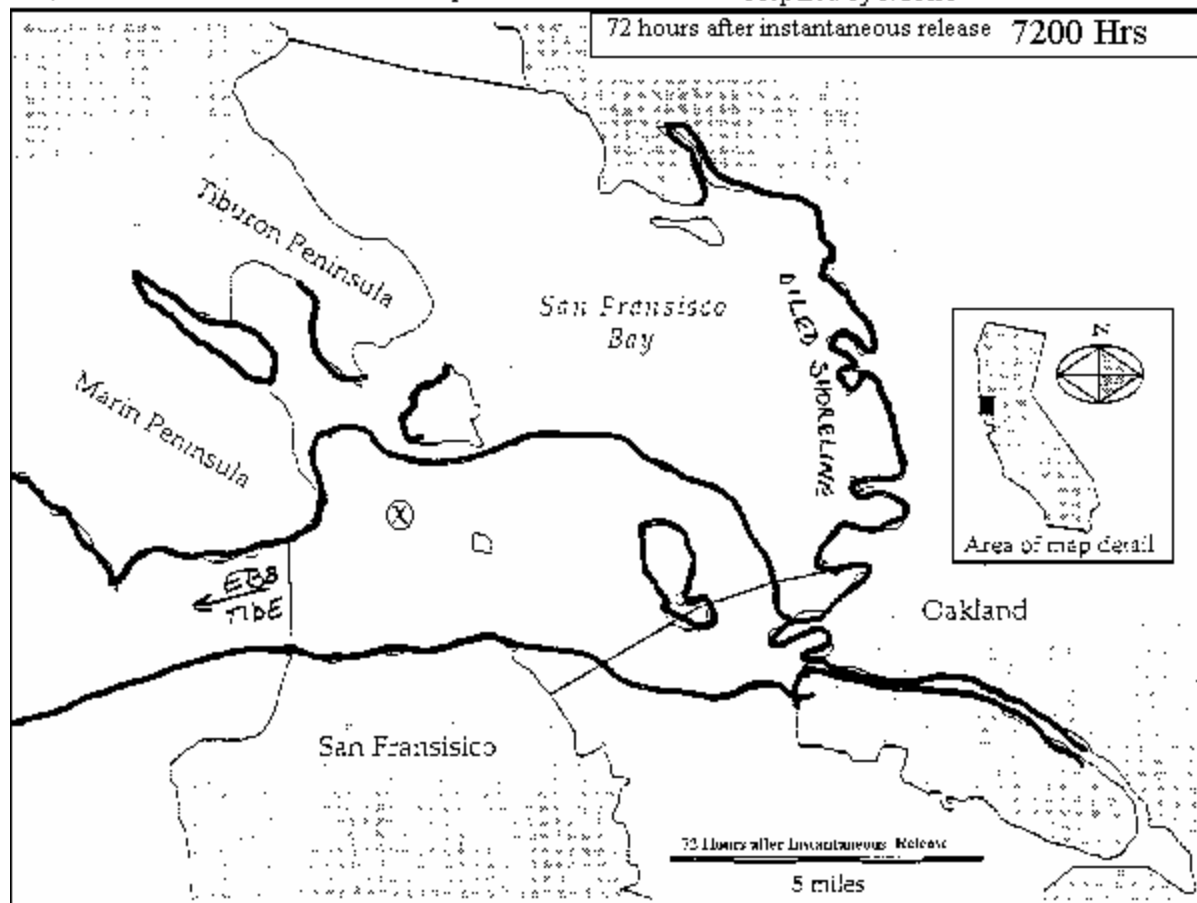 72 hours after instantaneous release 7200 Hrs
Tiburon Peninsula
San Fransisco
Bay
OILED SHORELINE
Z
Marin Peninsula
Area of map detail
X
EBB
TIDE
Oakland
San Fransisico
72 Hours after Instantaneous Release
5 miles